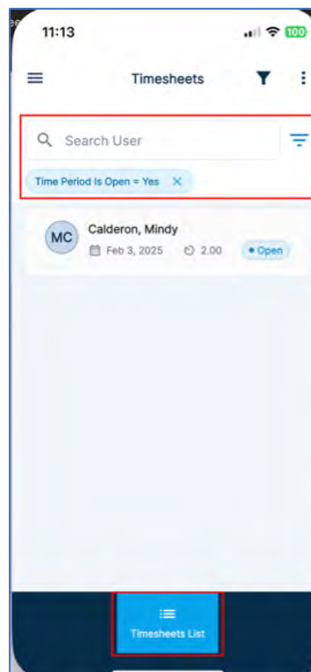 11:13
100
Timesheets
Search User
Time Period Is Open = Yes X
MC
Calderon, Mindy
Feb 3, 2025 2.00 Open
Timesheets List